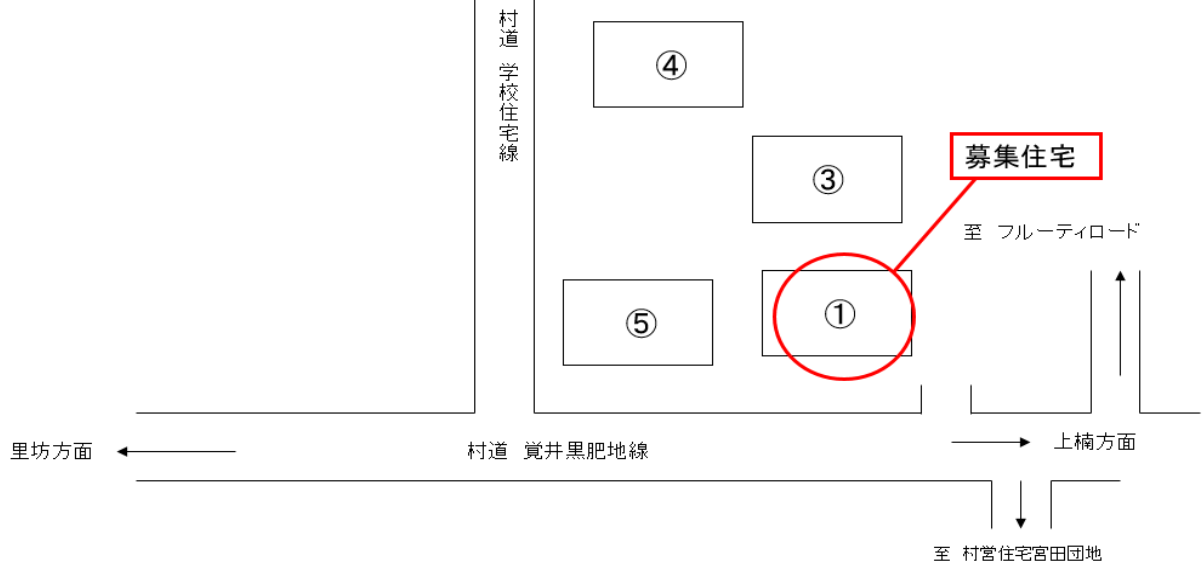 村道 学校住宅線
④
③
募集住宅
至 フルーティロード
①
⑤
里坊方面
村道 覚井黒肥地線
上楠方面
至 村営住宅宮田団地